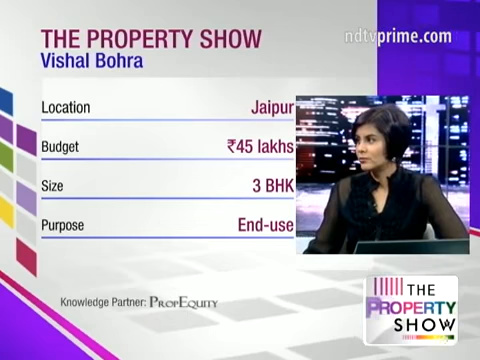 THE PROPERTY SHOW
ndtvprime.com
Vishal Bohra
Location Jaipur
Budget ₹45 lakhs
Size 3 BHK
Purpose End-use
Knowledge Partner: PROPEQUITY
THE
PROPERTY
SHOW